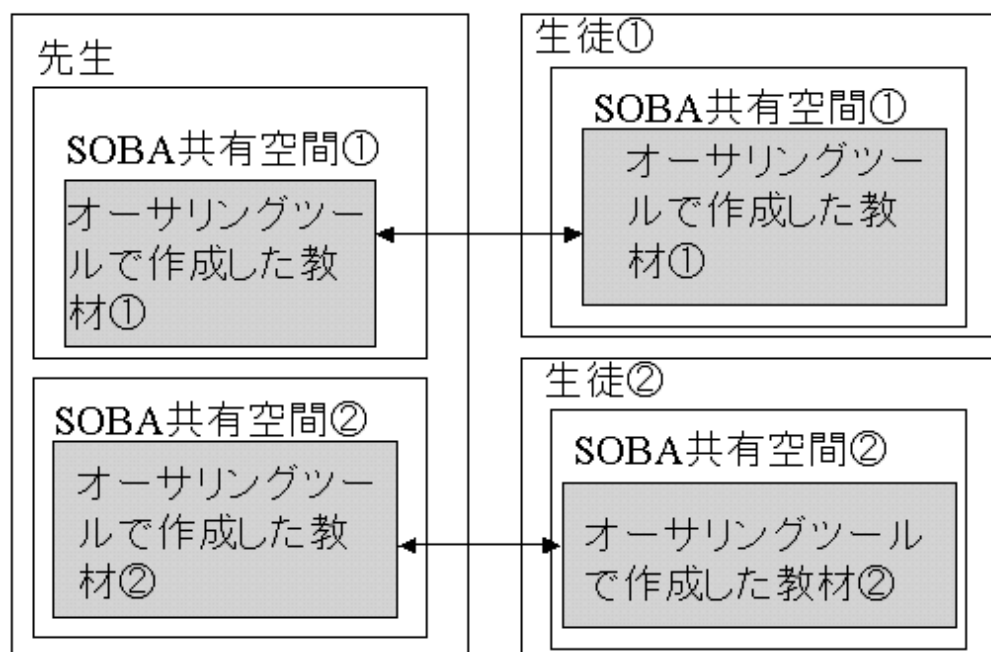 先生
SOBA共有空間①
オーサリングツー
ルで作成した教
材①
SOBA共有空間②
オーサリングツー
ルで作成した教
材②
生徒①
SOBA共有空間①
オーサリングツー
ルで作成した教
材①
生徒②
SOBA共有空間②
オーサリングツール
で作成した教材②